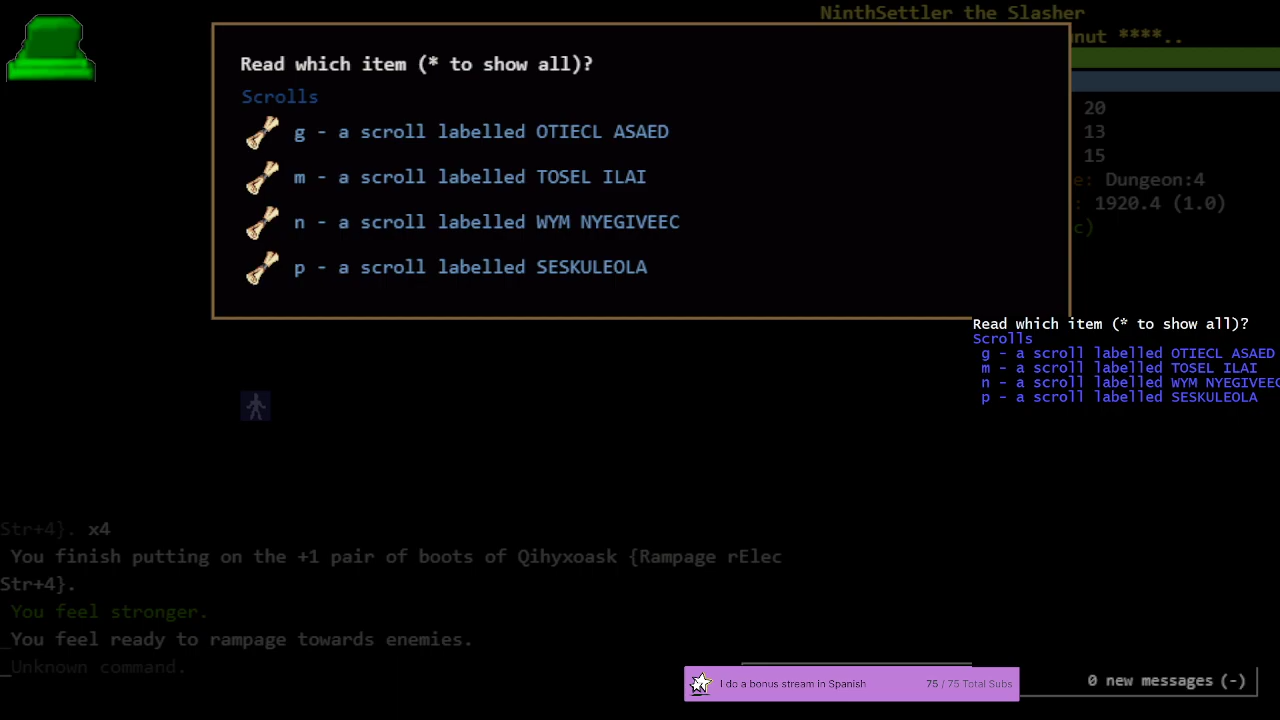 NinthSettler the Slasher
nut ****..
Read which item (* to show all)?
Scrolls
g - a scroll labelled OTIECL ASAED
m - a scroll labelled TOSEL ILAI
n - a scroll labelled WYM NYEGIVEEC
p - a scroll labelled SESKULEOLA
20
13
15
e: Dungeon:4
: 1920.4 (1.0)
c)
Read which item (* to show all)?
Scrolls
g - a scroll labelled OTIECL ASAED
m - a scroll labelled TOSEL ILAI
n - a scroll labelled WYM NYEGIVEEC
p - a scroll labelled SESKULEOLA
Str+4}. x4
You finish putting on the +1 pair of boots of Qihyxoask {Rampage rElec
Str+4}.
You feel stronger.
_You feel ready to rampage towards enemies.
_Unknown command.
I do a bonus stream in Spanish 75 / 75 Total Subs
0 new messages (-)